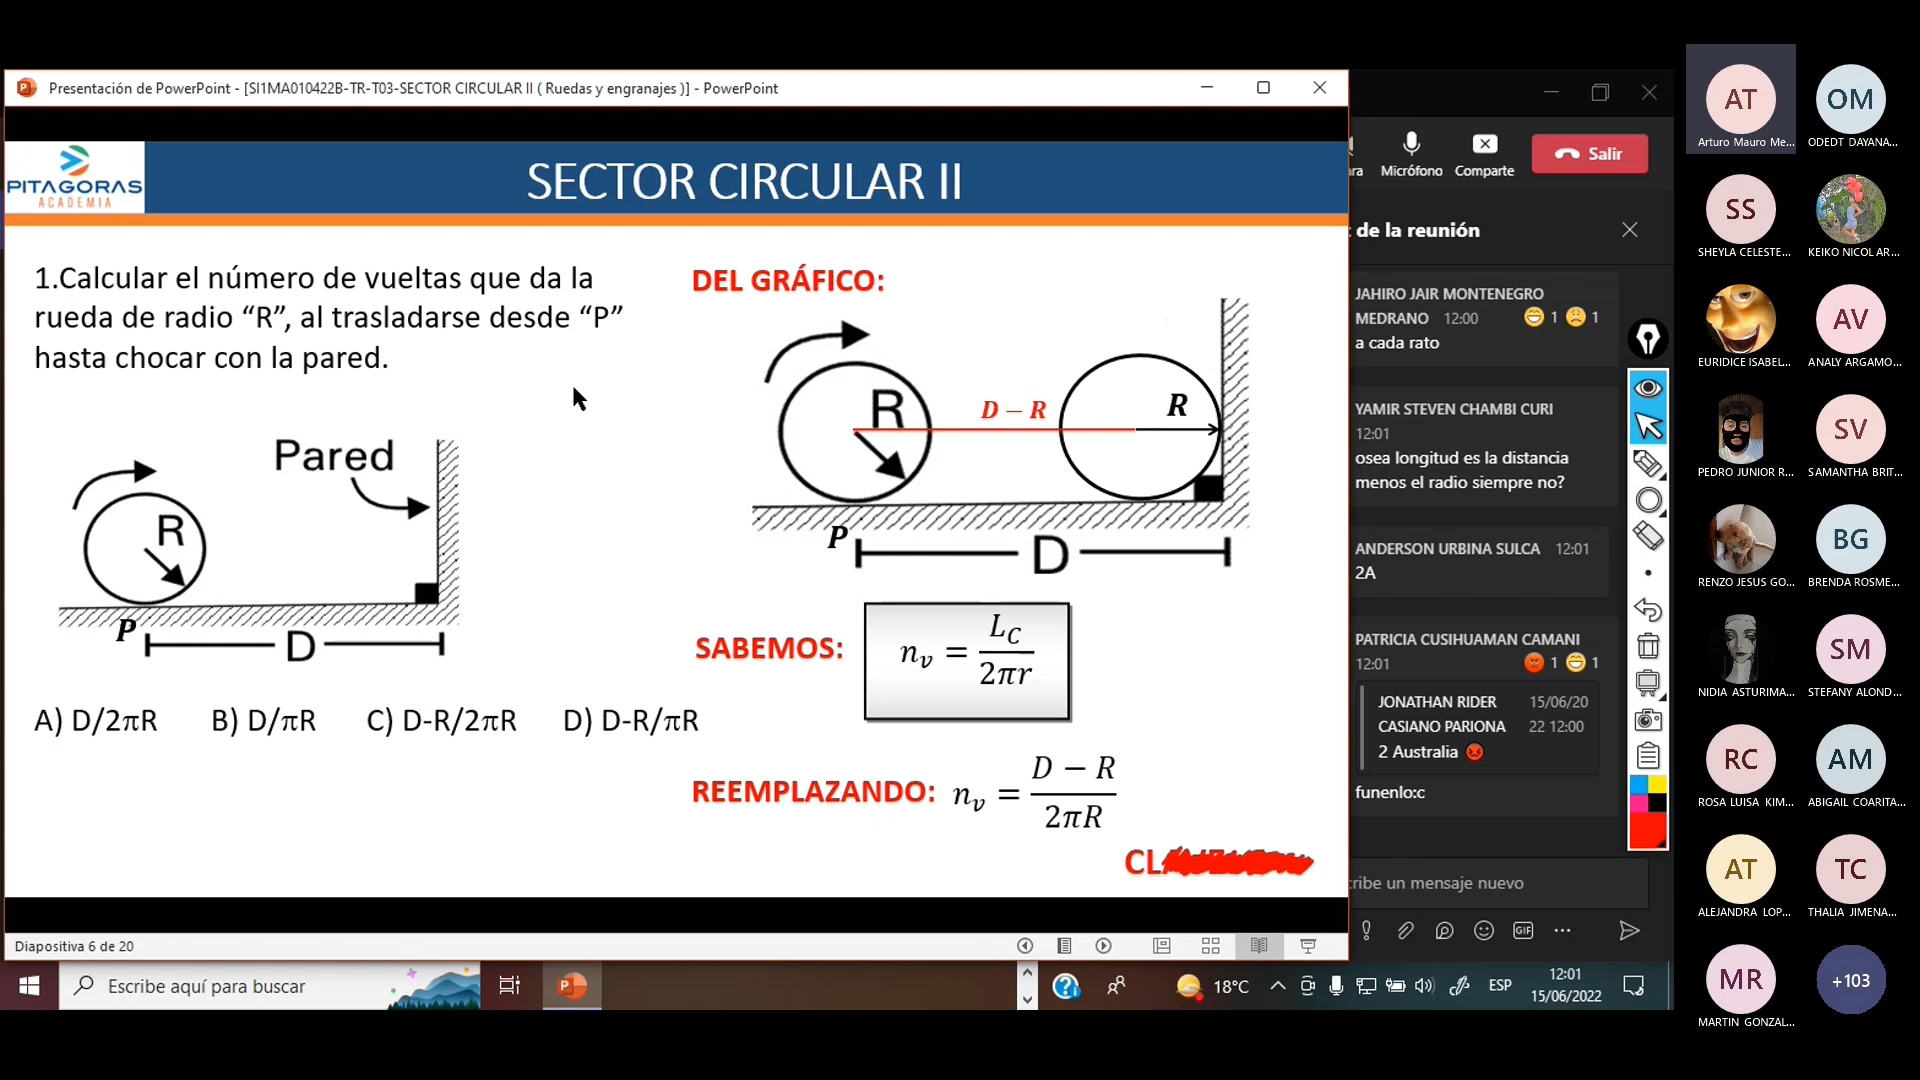 Presentación de PowerPoint - [SI1MA010422B-TR-T03-SECTOR CIRCULAR II ( Ruedas y engranajes )] - PowerPoint
PITAGORAS
ACADEMIA
SECTOR CIRCULAR II
1.Calcular el número de vueltas que da la
rueda de radio “R”, al trasladarse desde “P”
hasta chocar con la pared.
Pared
R
P
D
A) D/2πR B) D/πR C) D-R/2πR D) D-R/πR
DEL GRÁFICO:
R
D − R
R
P
D
SABEMOS: n_v = L_C / 2πr
REEMPLAZANDO: n_v = D − R / 2πR
Diapositiva 6 de 20
Escribe aquí para buscar
18°C
ESP
12:01
15/06/2022
Micrófono
Comparte
Salir
de la reunión
JAHIRO JAIR MONTENEGRO
MEDRANO 12:00
1 1
a cada rato
YAMIR STEVEN CHAMBI CURI
12:01
osea longitud es la distancia
menos el radio siempre no?
ANDERSON URBINA SULCA 12:01
2A
PATRICIA CUSIHUAMAN CAMANI
12:01
1 1
JONATHAN RIDER 15/06/20
CASIANO PARIONA 22 12:00
2 Australia
funenlo:c
cribe un mensaje nuevo
GIF
AT
Arturo Mauro Me...
OM
ODEDT DAYANA...
SS
SHEYLA CELESTE...
KEIKO NICOL AR...
EURIDICE ISABEL...
AV
ANALY ARGAMO...
PEDRO JUNIOR R...
SV
SAMANTHA BRIT...
RENZO JESUS GO...
BG
BRENDA ROSME...
NIDIA ASTURIMA...
SM
STEFANY ALOND...
RC
ROSA LUISA KIM...
AM
ABIGAIL COARITA...
AT
ALEJANDRA LOP...
TC
THALIA JIMENA...
MR
MARTIN GONZAL...
+103